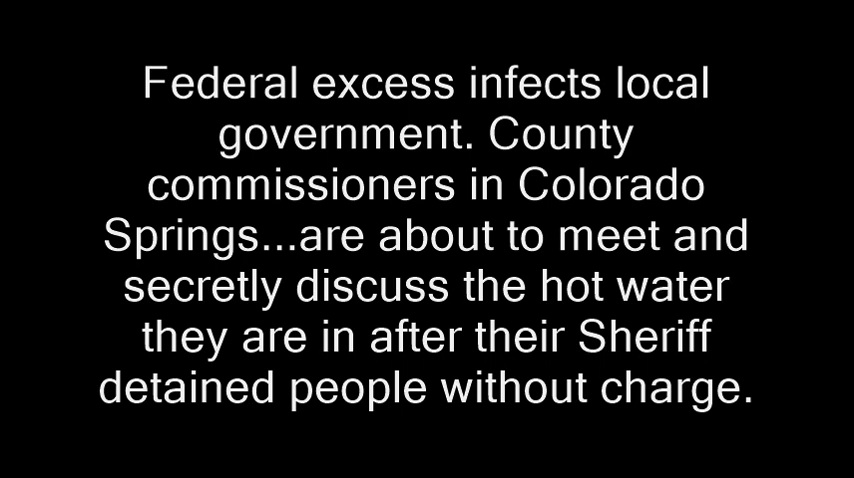 Federal excess infects local
government. County
commissioners in Colorado
Springs...are about to meet and
secretly discuss the hot water
they are in after their Sheriff
detained people without charge.